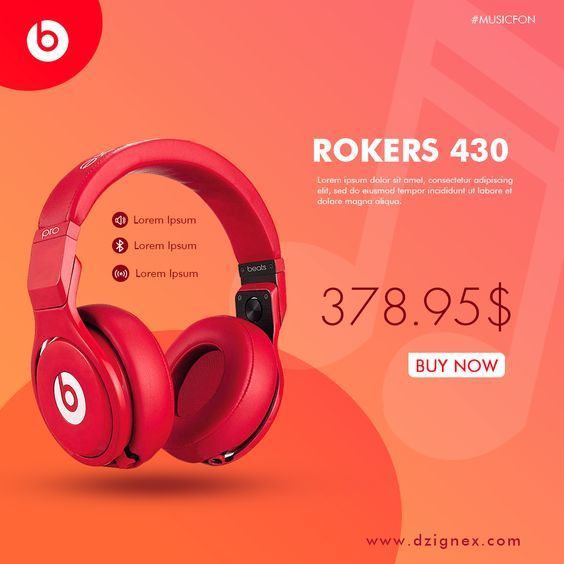 #MUSICFON
b
ROKERS 430
Lorem ipsum dolor sit amet, consectetur adipiscing
elit, sed do eiusmod tempor incididunt ut labore et
dolore magna aliqua.
Lorem Ipsum
Lorem Ipsum
Lorem Ipsum
pro
beats
b
378.95$
BUY NOW
www.dzignex.com